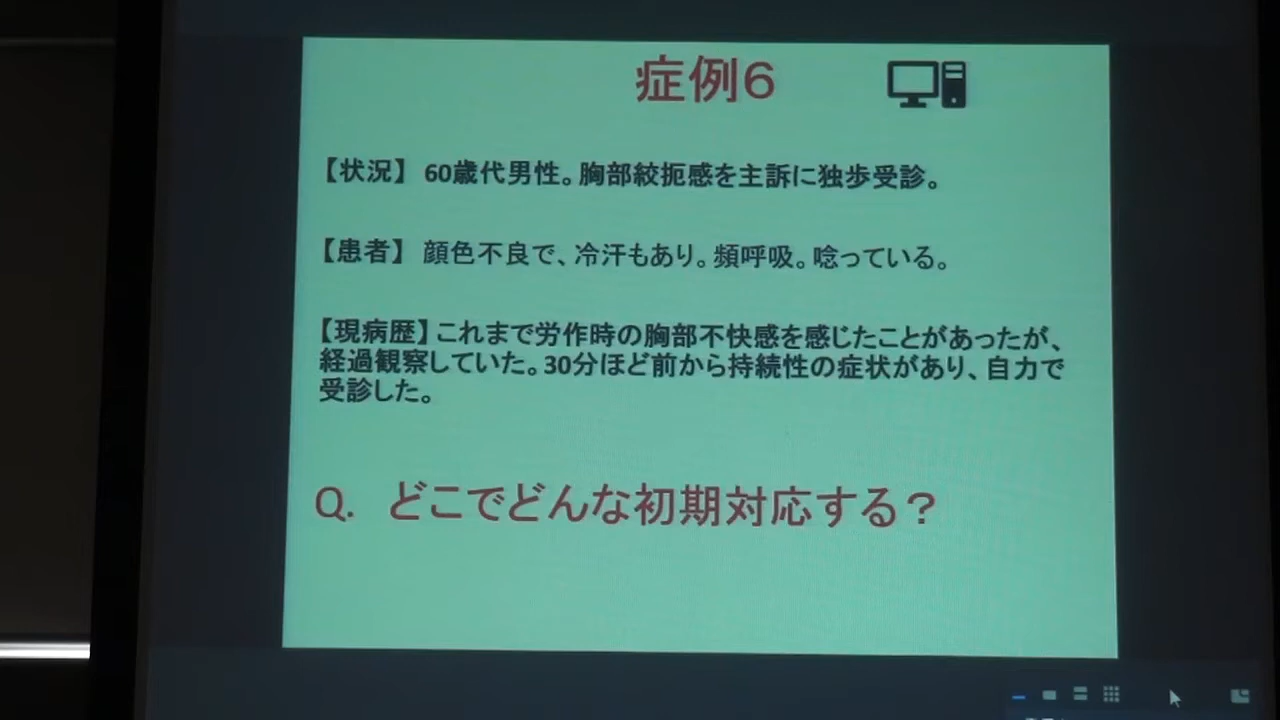 症例6
【状況】 60歳代男性。胸部絞扼感を主訴に独歩受診。
【患者】 顔色不良で、冷汗もあり。頻呼吸。唸っている。
【現病歴】これまで労作時の胸部不快感を感じたことがあったが、
経過観察していた。30分ほど前から持続性の症状があり、自力で
受診した。
Q. どこでどんな初期対応する?